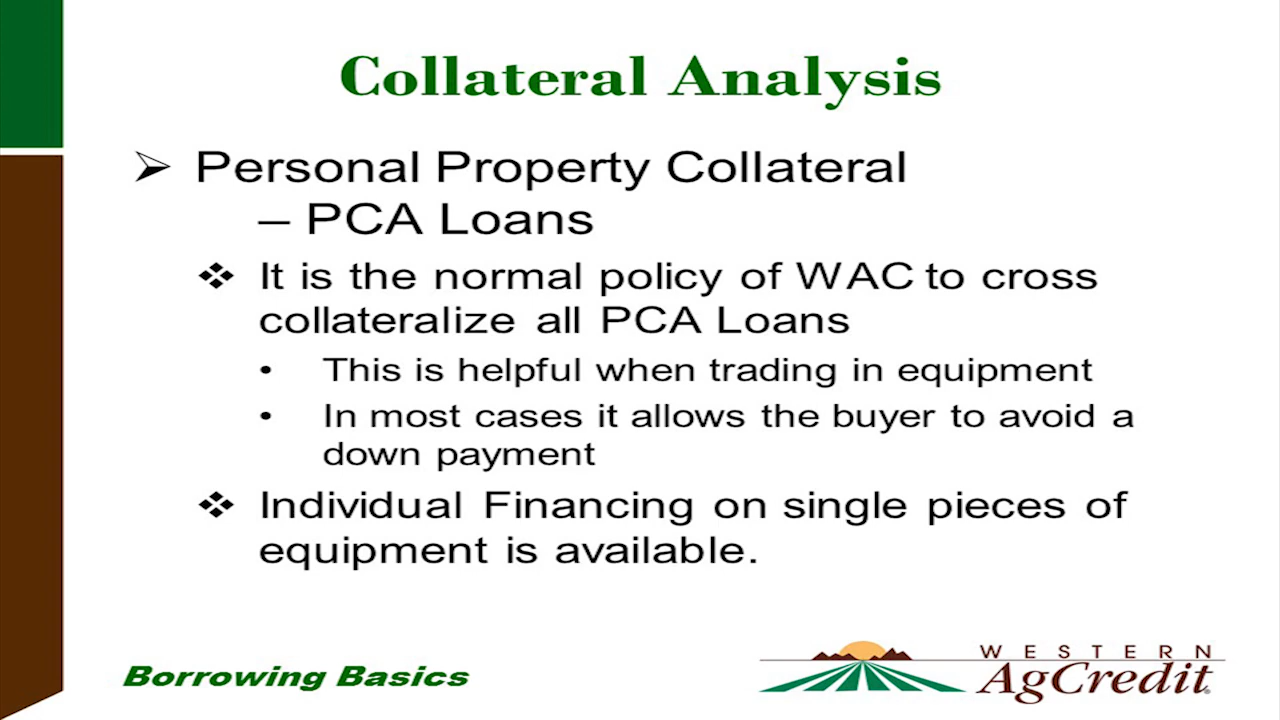 Collateral Analysis
➢ Personal Property Collateral
– PCA Loans
❖ It is the normal policy of WAC to cross
collateralize all PCA Loans
• This is helpful when trading in equipment
• In most cases it allows the buyer to avoid a
down payment
❖ Individual Financing on single pieces of
equipment is available.
Borrowing Basics
WESTERN
AgCredit®